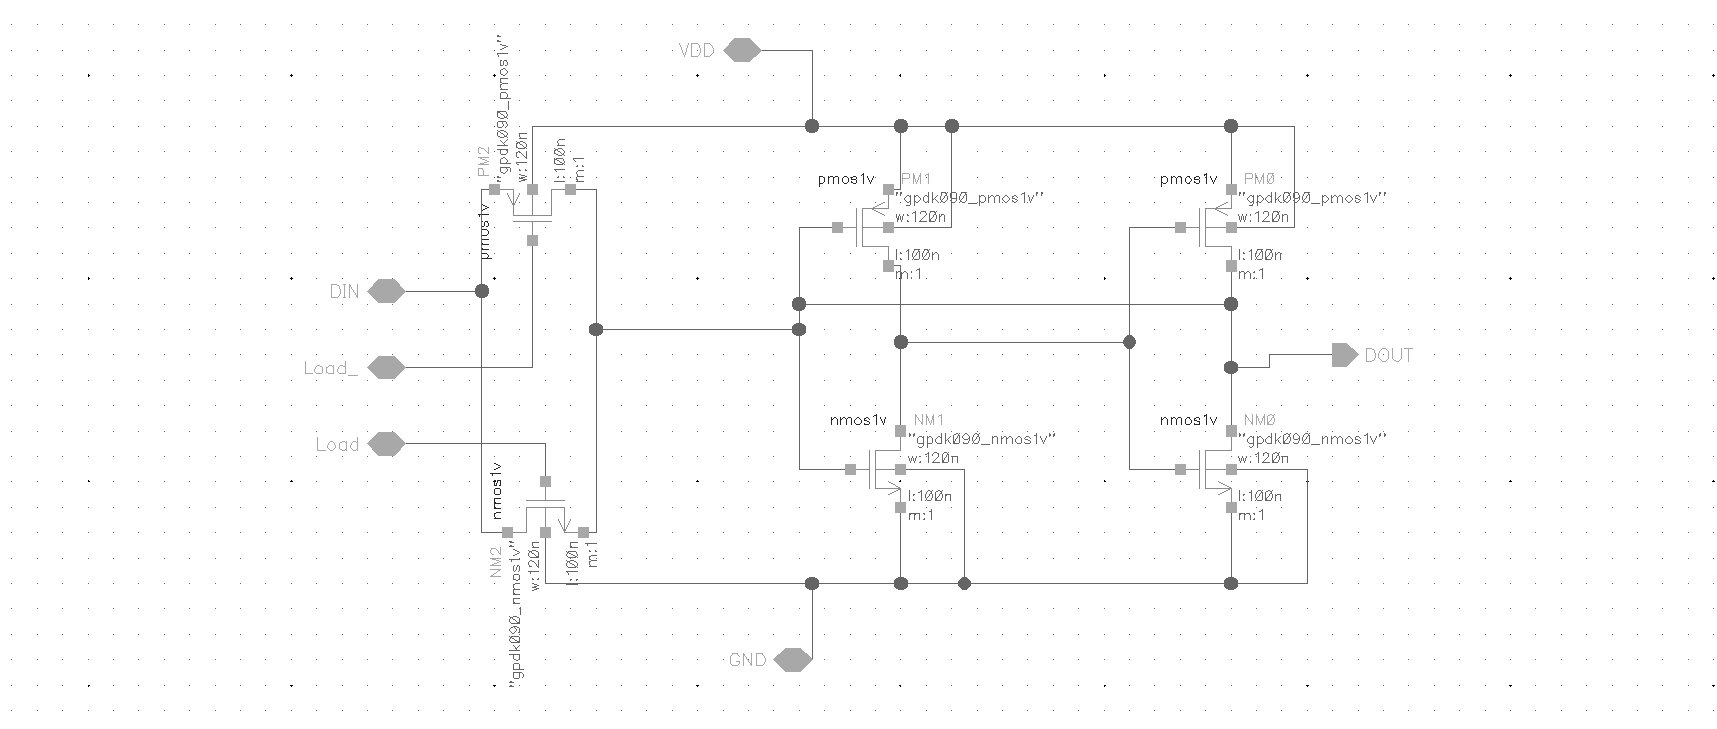 VDD
PM2
"gpdk090_pmos1v"
w:120n
l:100n
m:1
pmos1v
pmos1v
PM1
"gpdk090_pmos1v"
w:120n
l:100n
m:1
pmos1v
PM0
"gpdk090_pmos1v"
w:120n
l:100n
m:1
DIN
Load_
Load
DOUT
nmos1v
NM2
"gpdk090_nmos1v"
w:120n
l:100n
m:1
nmos1v
NM1
"gpdk090_nmos1v"
w:120n
l:100n
m:1
nmos1v
NM0
"gpdk090_nmos1v"
w:120n
l:100n
m:1
GND